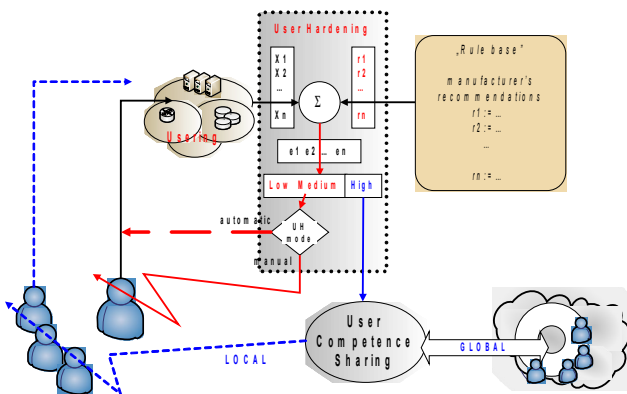 User Hardening
X1
X2
...
Xn
Σ
r1
r2
...
rn
„Rule base”
manufacturer's
recommendations
r1 := ...
r2 := ...
...
rn := ...
Usering
e1 e2 ... en
Low Medium High
automatic
UH
mode
manual
User
Competence
Sharing
LOCAL
GLOBAL